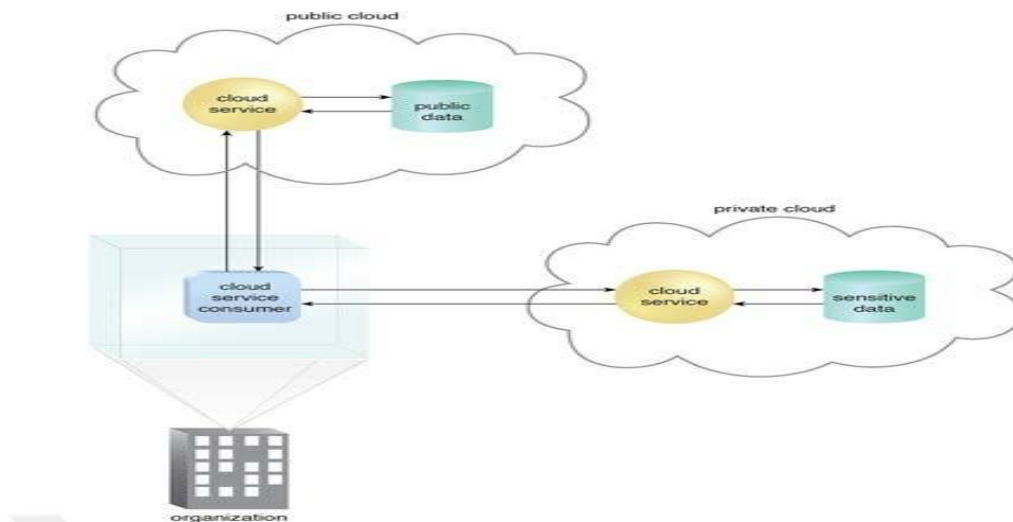 public cloud
cloud
service
public
data
private cloud
cloud
service
consumer
cloud
service
sensitive
data
organization